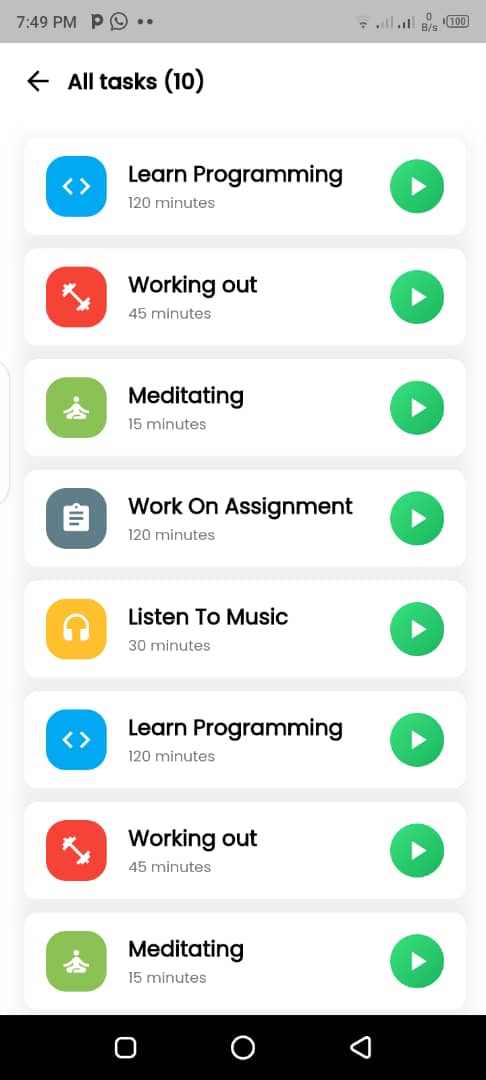 7:49 PM
0
B/s
100
All tasks (10)
Learn Programming
120 minutes
Working out
45 minutes
Meditating
15 minutes
Work On Assignment
120 minutes
Listen To Music
30 minutes
Learn Programming
120 minutes
Working out
45 minutes
Meditating
15 minutes